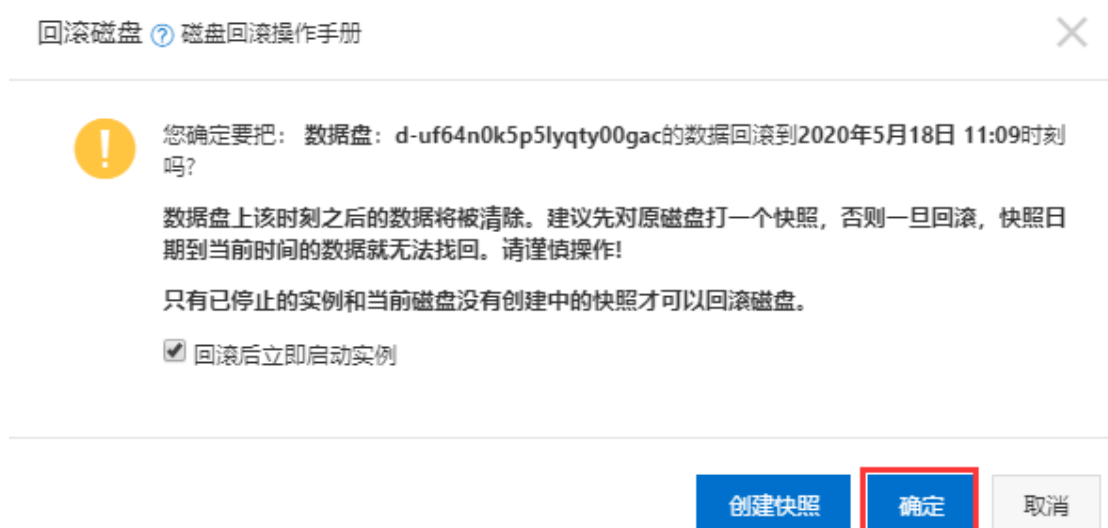 回滚磁盘 ? 磁盘回滚操作手册
您确定要把： 数据盘：d-uf64n0k5p5lyqty00gac的数据回滚到2020年5月18日 11:09时刻
吗?
数据盘上该时刻之后的数据将被清除。建议先对原磁盘打一个快照，否则一旦回滚，快照日
期到当前时间的数据就无法找回。请谨慎操作!
只有已停止的实例和当前磁盘没有创建中的快照才可以回滚磁盘。
回滚后立即启动实例
创建快照 确定 取消